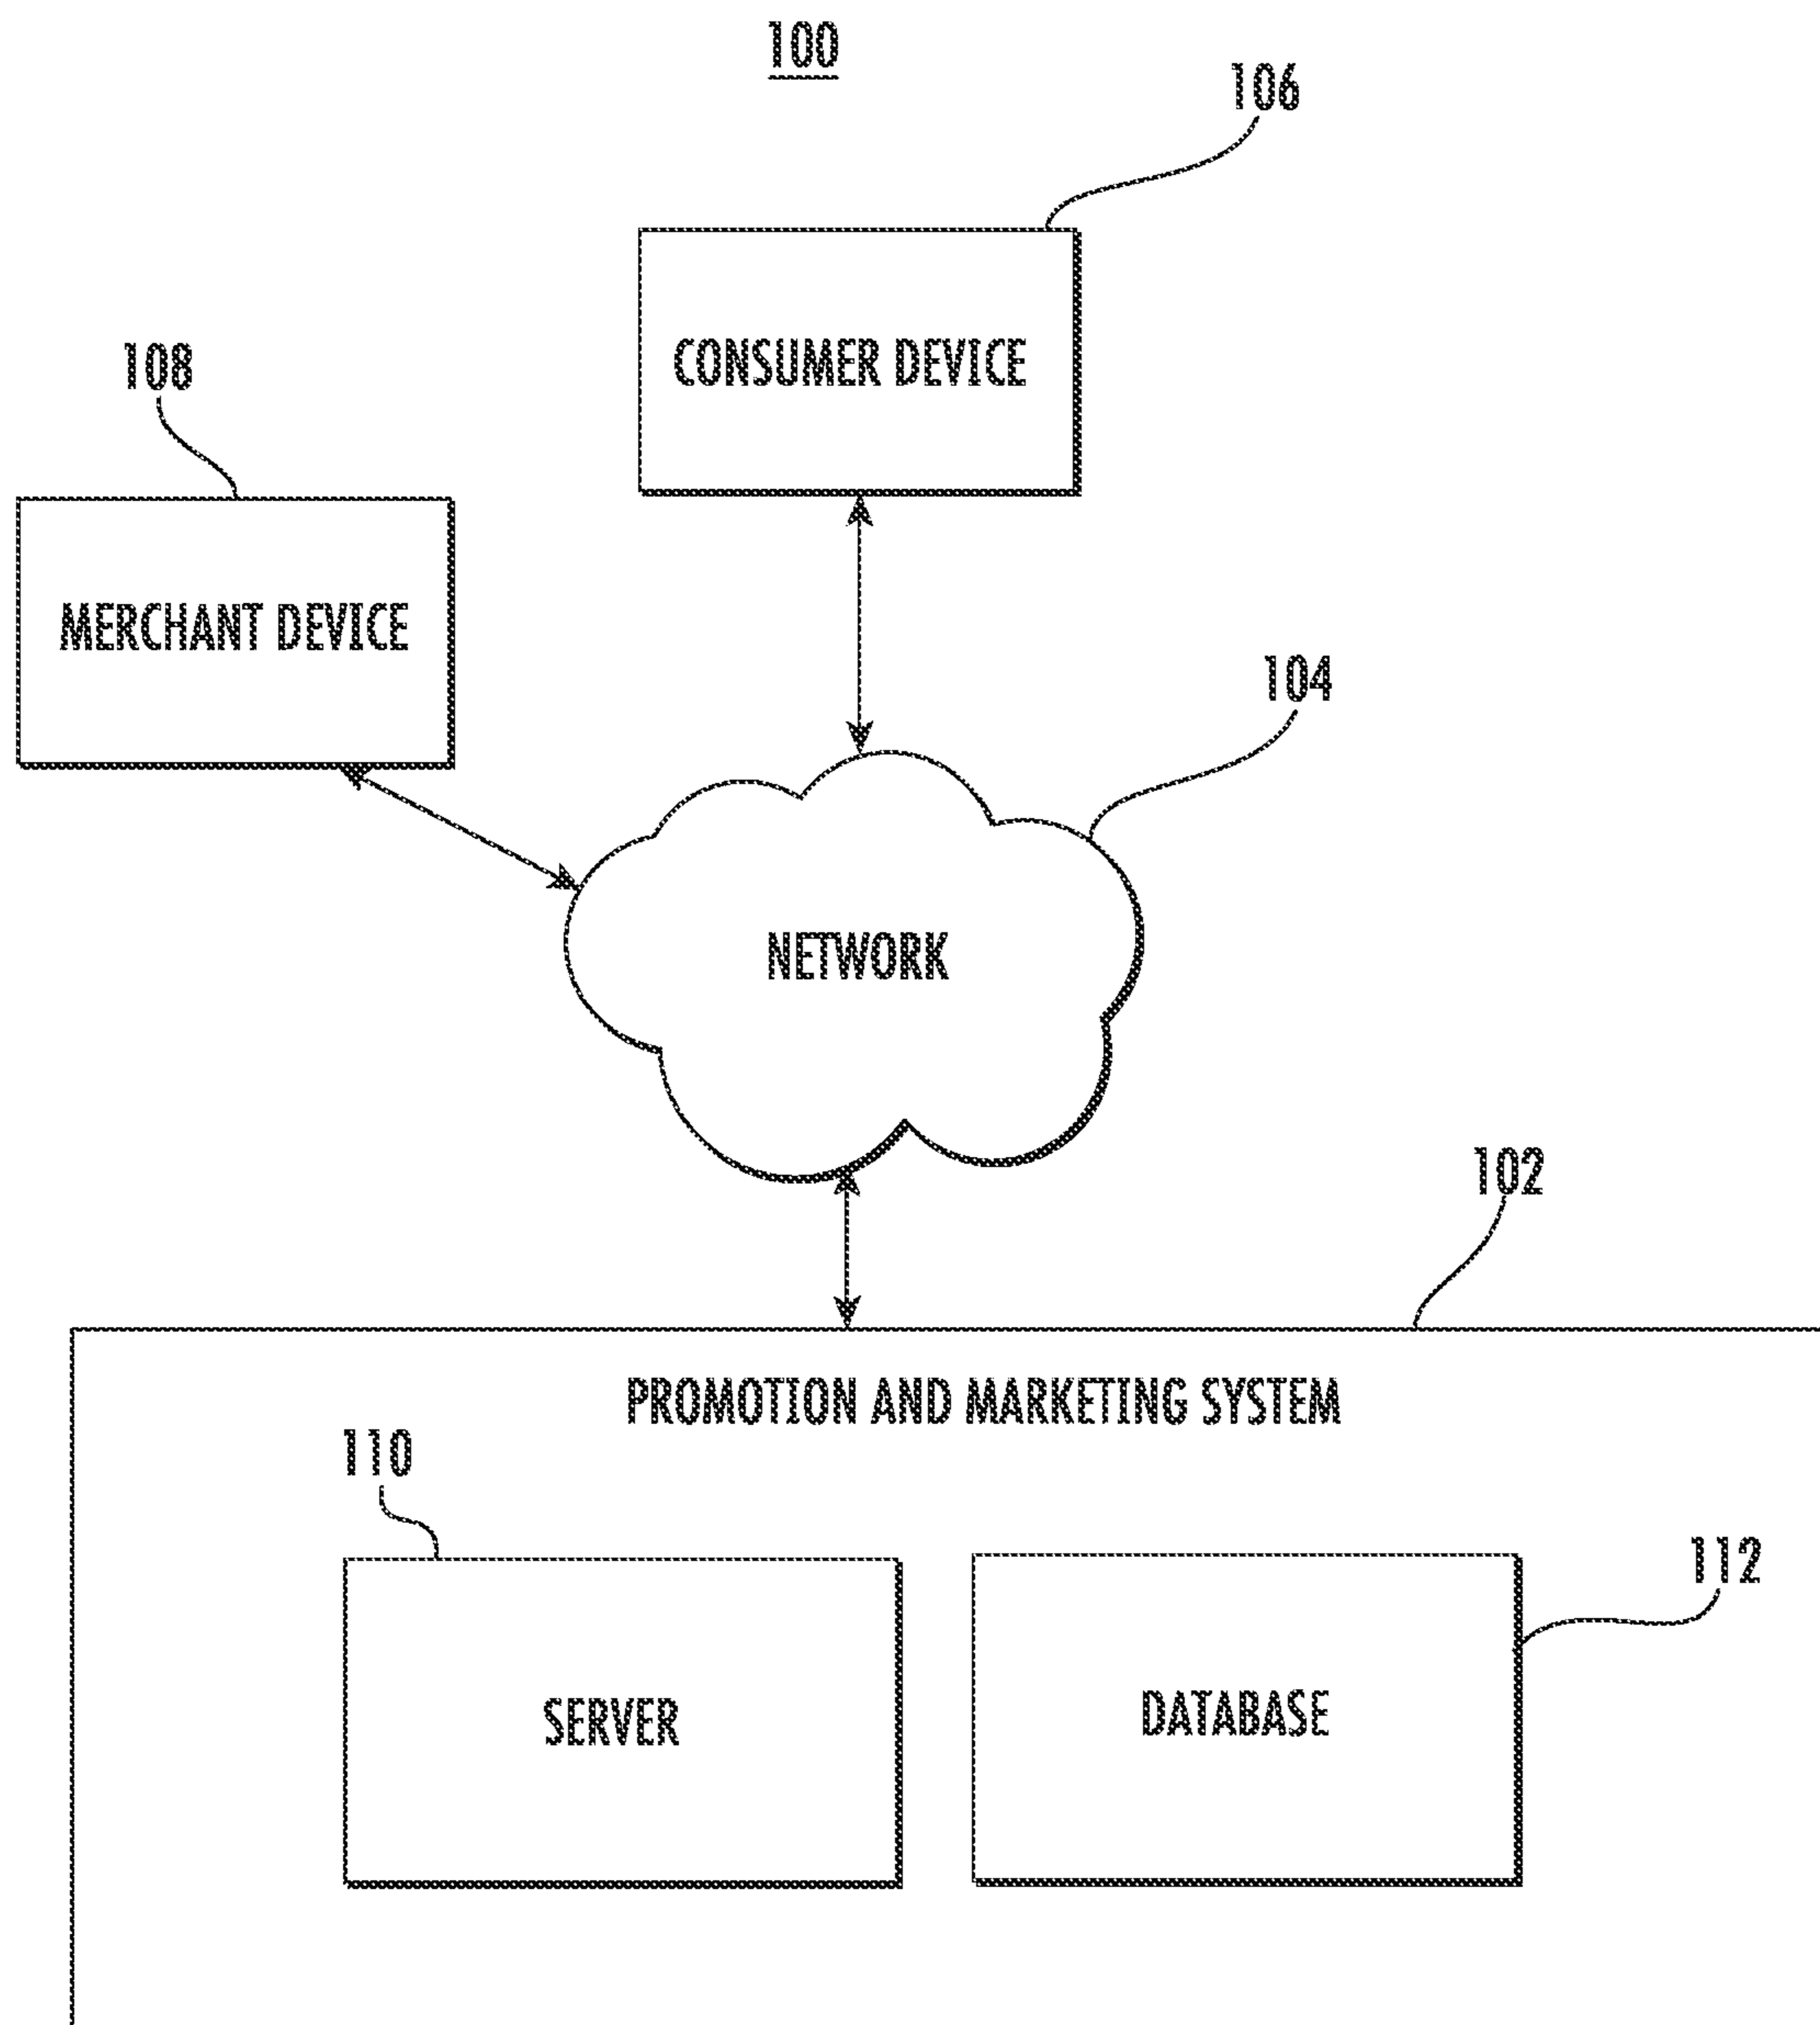 100
106
CONSUMER DEVICE
108
MERCHANT DEVICE
104
NETWORK
102
PROMOTION AND MARKETING SYSTEM
110
112
SERVER
DATABASE